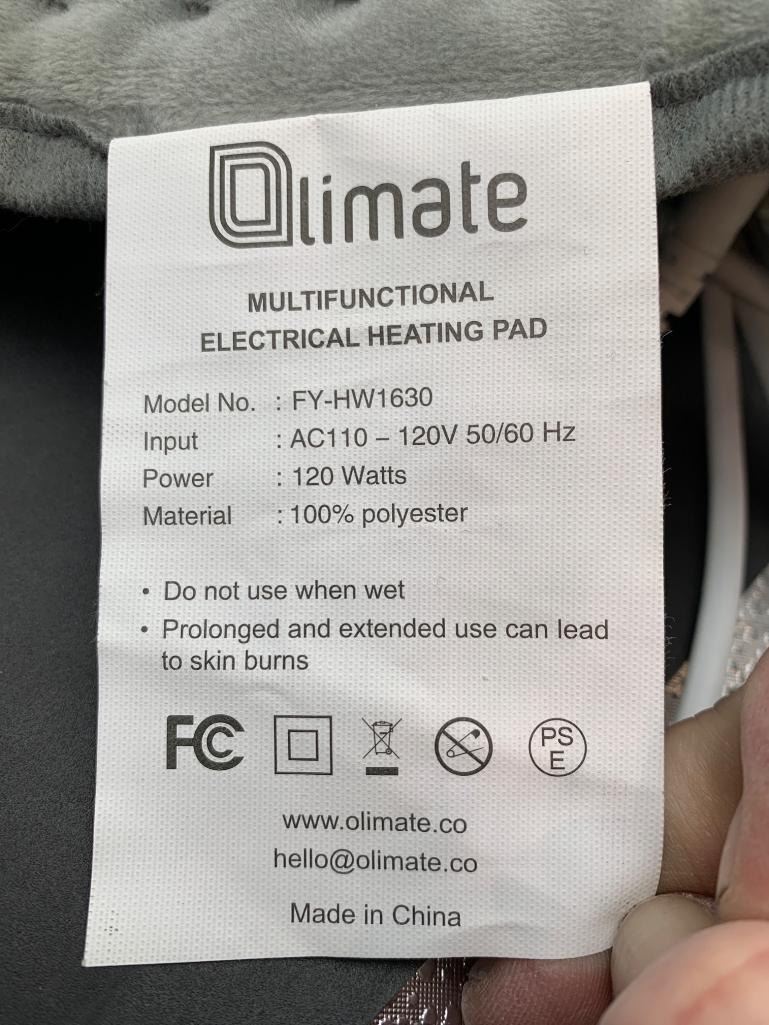 Olimate
MULTIFUNCTIONAL
ELECTRICAL HEATING PAD
Model No. : FY-HW1630
Input : AC110 – 120V 50/60 Hz
Power : 120 Watts
Material : 100% polyester
• Do not use when wet
• Prolonged and extended use can lead
to skin burns
FC PS
E
www.olimate.co
hello@olimate.co
Made in China